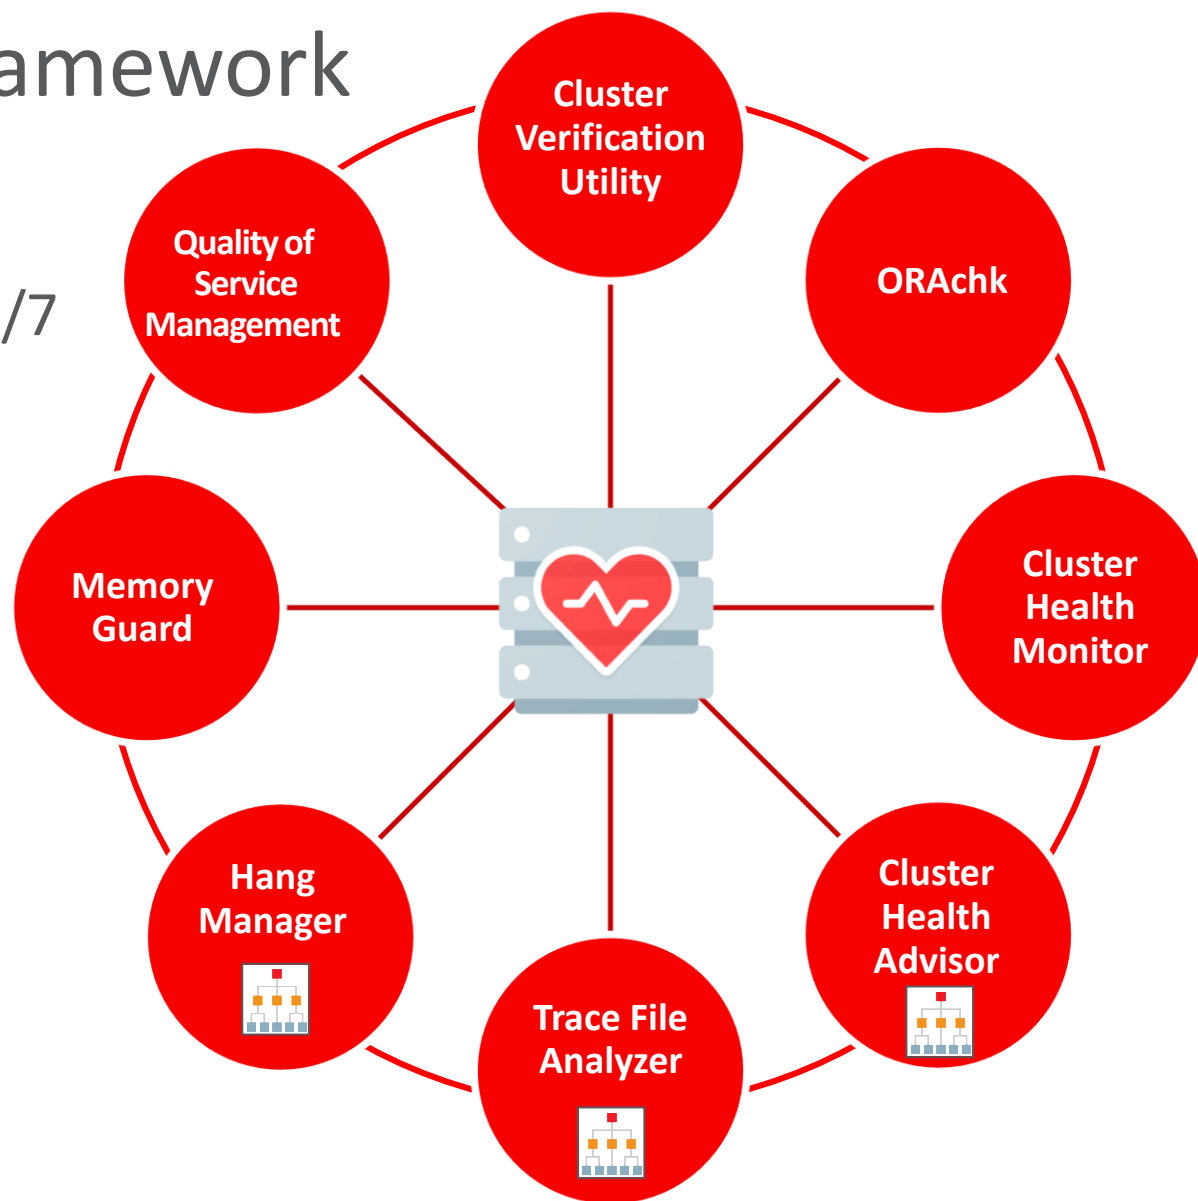 amework
/7
Cluster
Verification
Utility
ORAchk
Cluster
Health
Monitor
Cluster
Health
Advisor
Trace File
Analyzer
Hang
Manager
Memory
Guard
Quality of
Service
Management